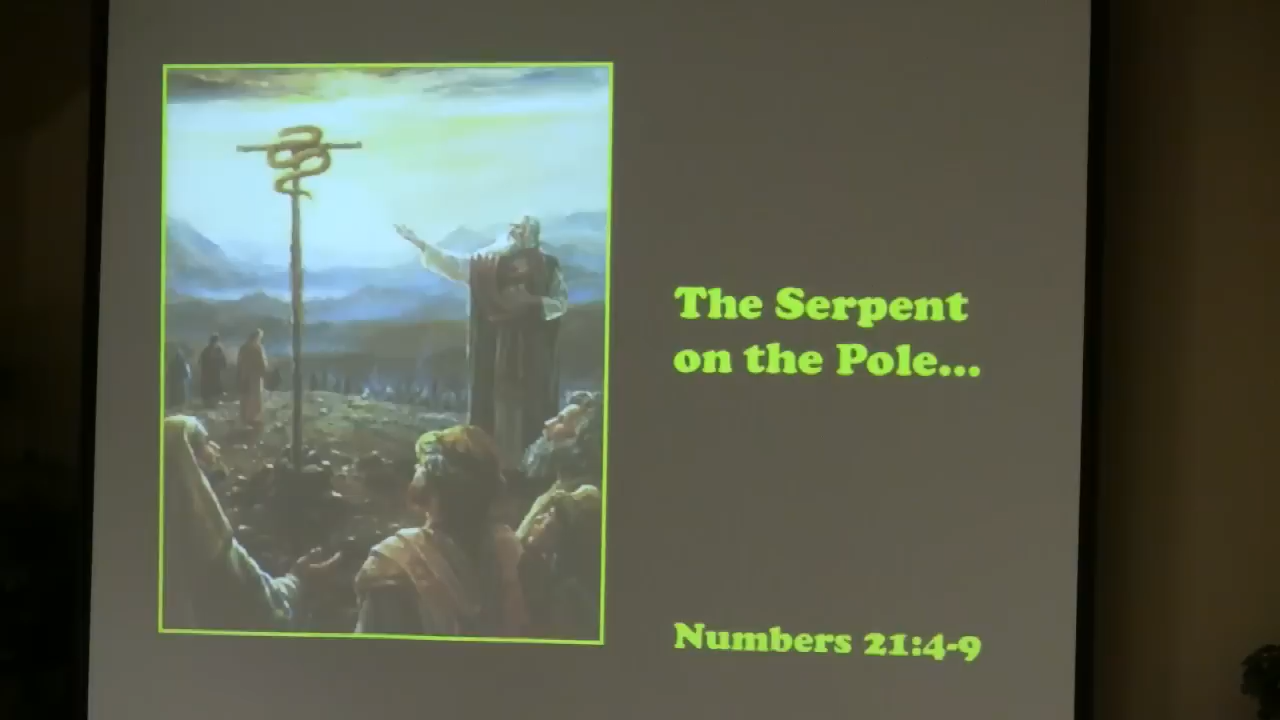 The Serpent
on the Pole...
Numbers 21:4-9